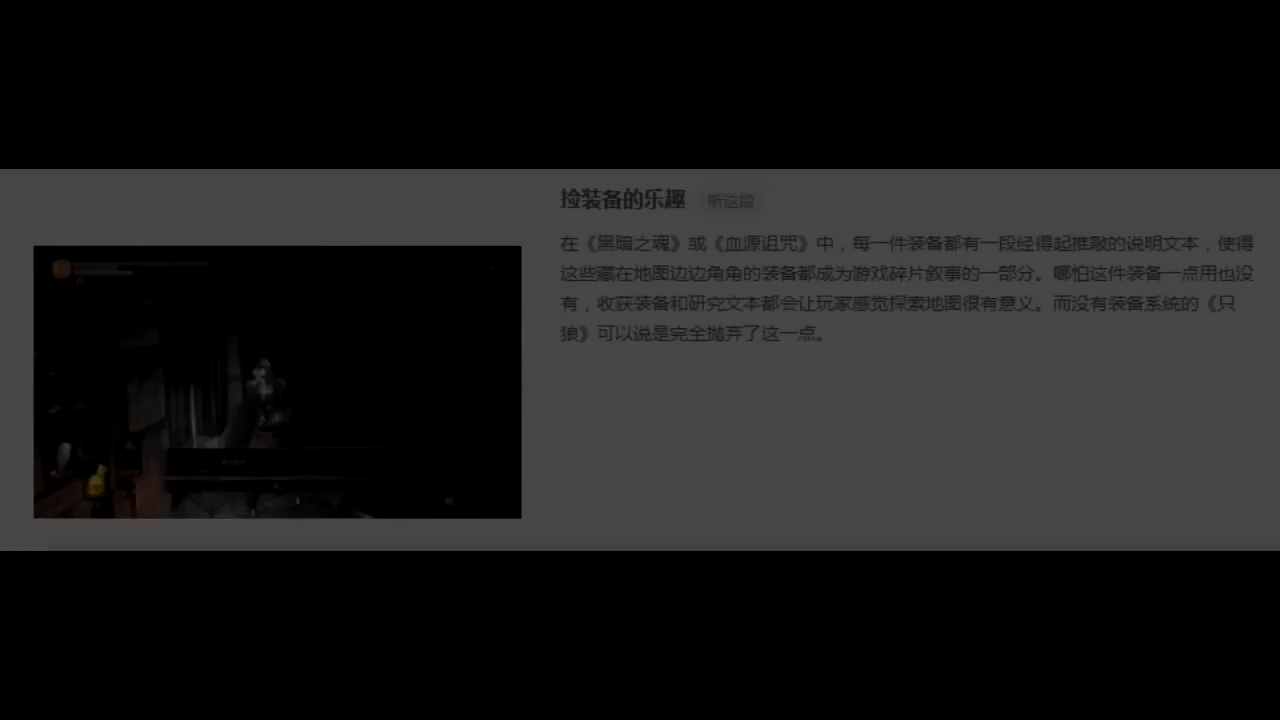 捡装备的乐趣 听这段
在《黑暗之魂》或《血源诅咒》中，每一件装备都有一段经得起推敲的说明文本，使得
这些藏在地图边边角角的装备都成为游戏碎片叙事的一部分。哪怕这件装备一点用也没
有，收获装备和研究文本都会让玩家感觉探索地图很有意义。而没有装备系统的《只
狼》可以说是完全抛弃了这一点。